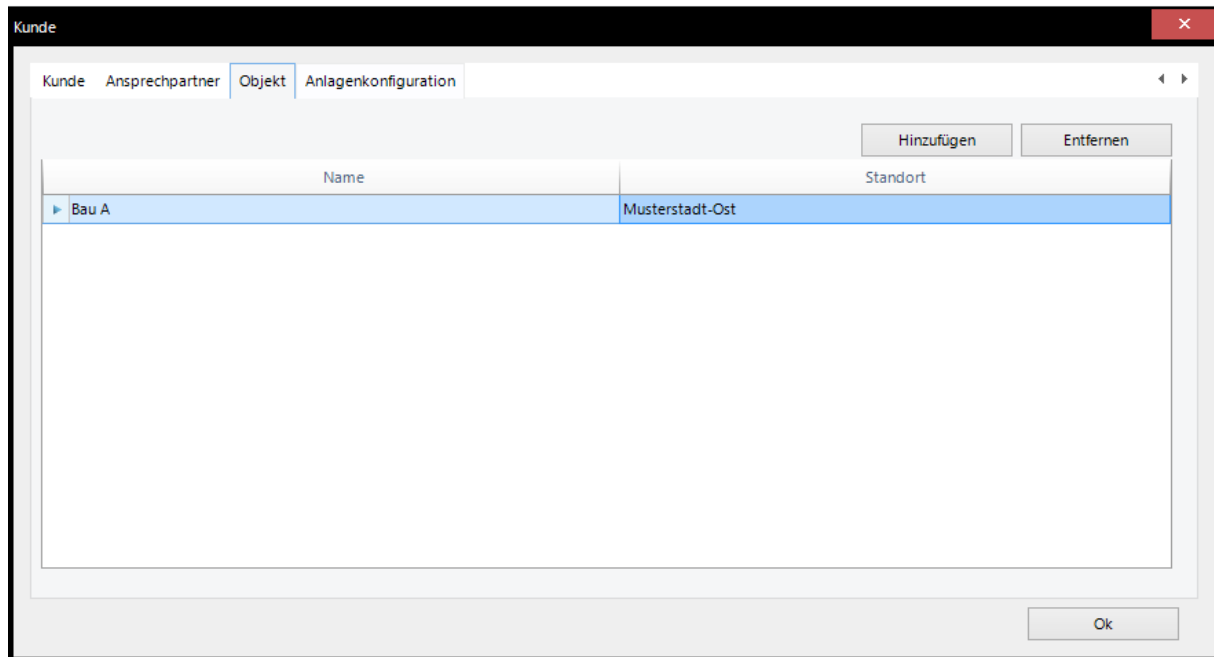 Kunde
Kunde Ansprechpartner Objekt Anlagenkonfiguration
Hinzufügen Entfernen
Name Standort
Bau A Musterstadt-Ost
Ok